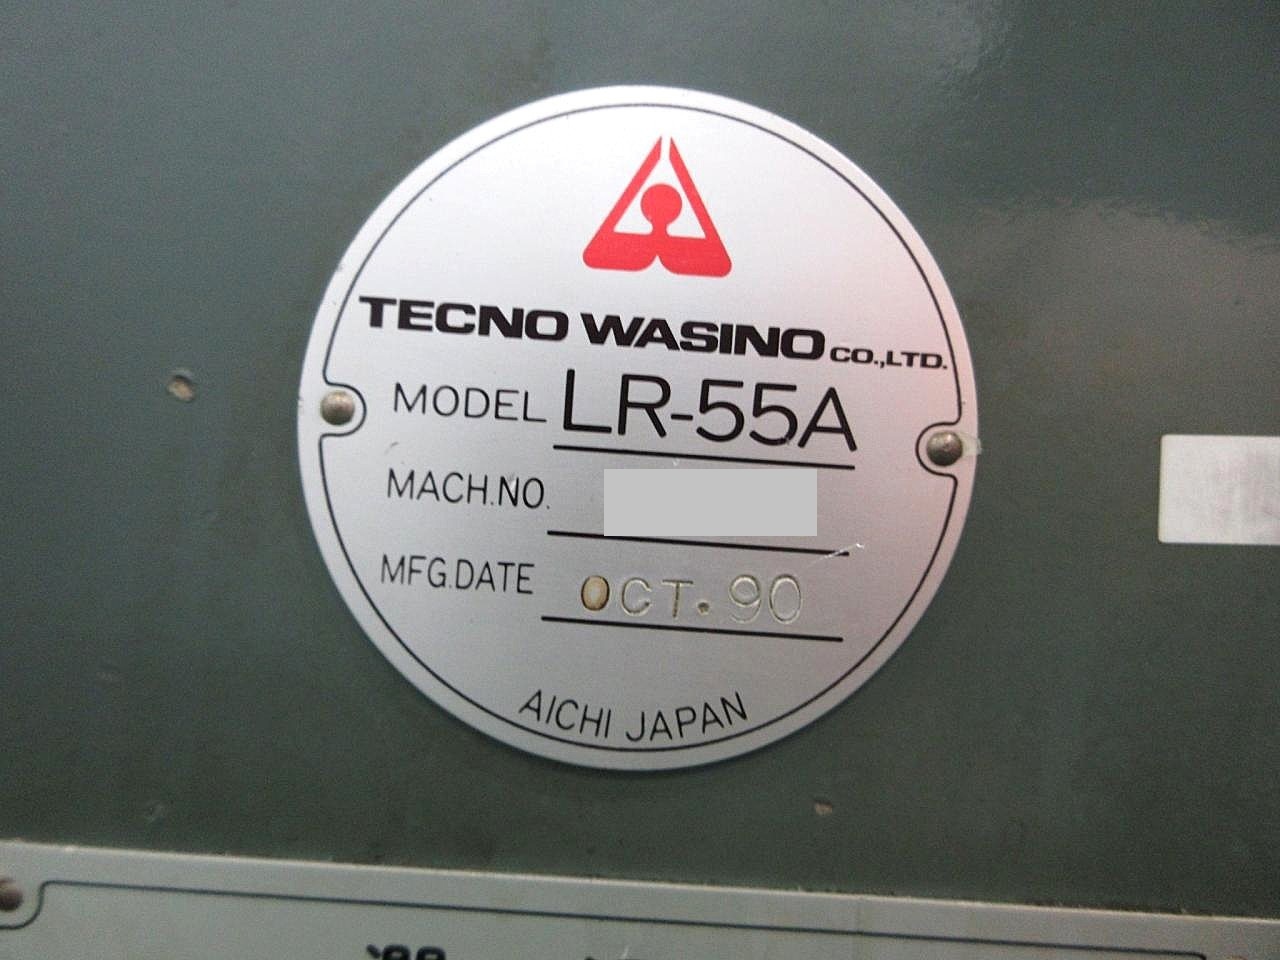 TECNO WASINO CO.,LTD.
MODEL LR-55A
MACH.NO.
MFG.DATE OCT.90
AICHI JAPAN